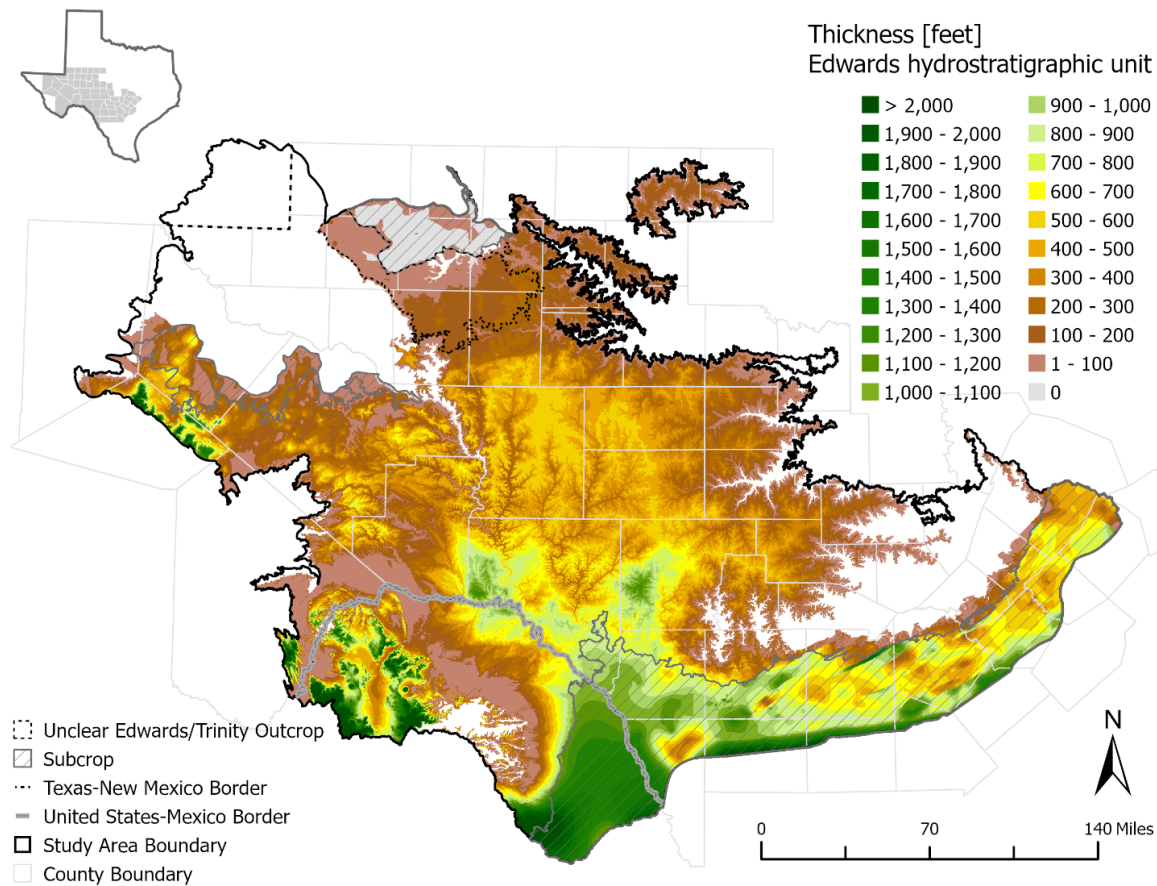 Thickness [feet]
Edwards hydrostratigraphic unit
> 2,000
1,900 - 2,000
1,800 - 1,900
1,700 - 1,800
1,600 - 1,700
1,500 - 1,600
1,400 - 1,500
1,300 - 1,400
1,200 - 1,300
1,100 - 1,200
1,000 - 1,100
900 - 1,000
800 - 900
700 - 800
600 - 700
500 - 600
400 - 500
300 - 400
200 - 300
100 - 200
1 - 100
0
Unclear Edwards/Trinity Outcrop
Subcrop
Texas-New Mexico Border
United States-Mexico Border
Study Area Boundary
County Boundary
N
0 70 140 Miles